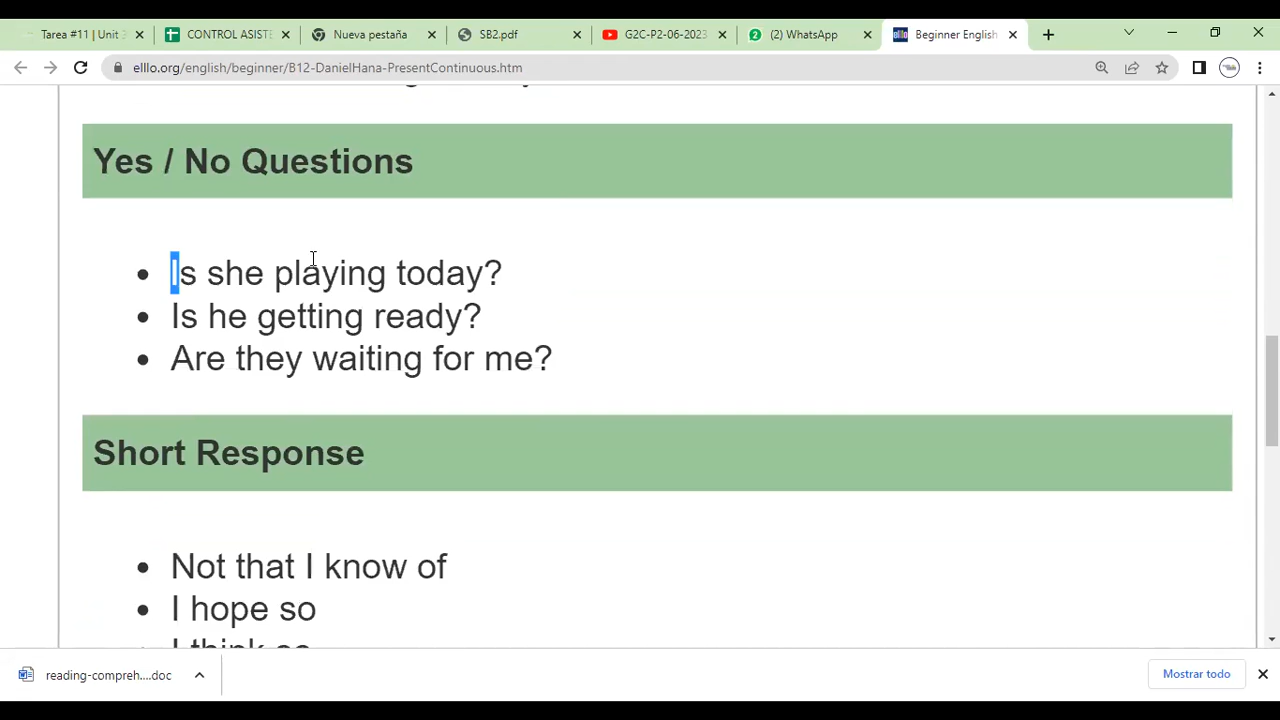 Tarea #11 | Unit
CONTROL ASISTE
Nueva pestaña
SB2.pdf
G2C-P2-06-2023
(2) WhatsApp
Beginner English
elllo.org/english/beginner/B12-DanielHana-PresentContinuous.htm
Yes / No Questions
Is she playing today?
Is he getting ready?
Are they waiting for me?
Short Response
Not that I know of
I hope so
I think so
reading-compreh....doc
Mostrar todo